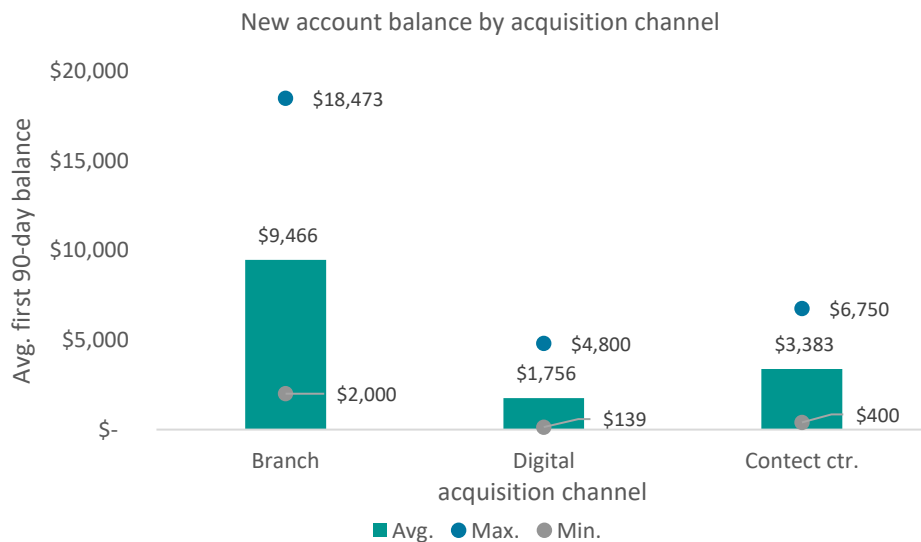 New account balance by acquisition channel
Avg. first 90-day balance
$20,000
$15,000
$10,000
$5,000
$-
$18,473
$9,466
$2,000
$4,800
$1,756
$139
$6,750
$3,383
$400
Branch
Digital
Contect ctr.
acquisition channel
Avg. Max. Min.